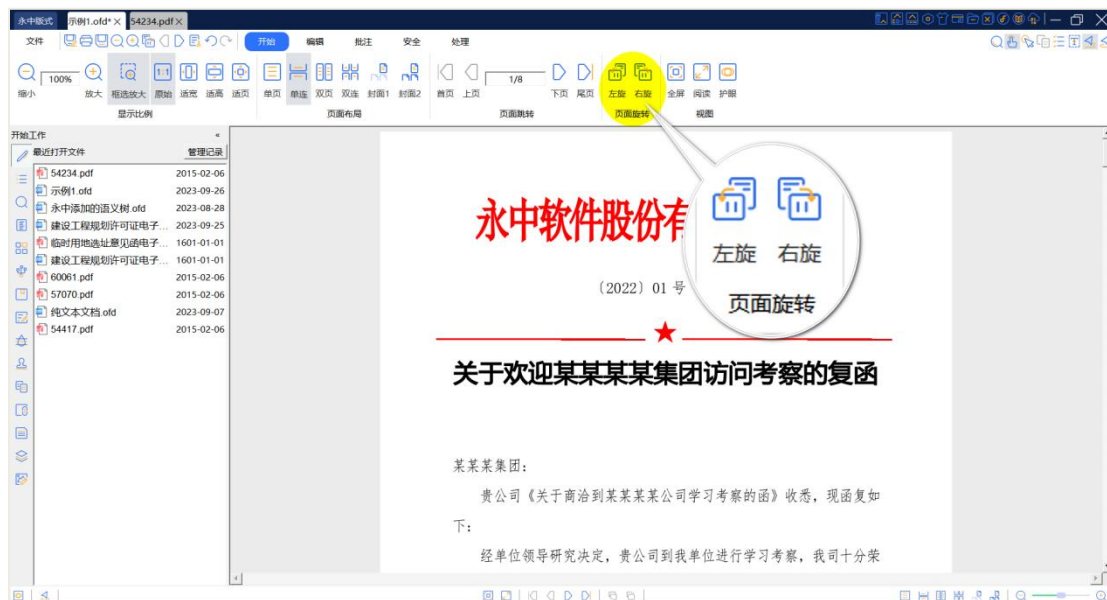 永中版式 示例1.ofd* × 54234.pdf ×
文件 开始 编辑 批注 安全 处理
100% 1:1 1/8
缩小 放大 框选放大 原始 适宽 适高 适页 单页 单连 双页 双连 封面1 封面2 首页 上页 下页 尾页 左旋 右旋 全屏 阅读 护眼
显示比例 页面布局 页面跳转 页面旋转 视图
开始工作 «
最近打开文件 管理记录
54234.pdf 2015-02-06
示例1.ofd 2023-09-26
永中添加的语义树.ofd 2023-08-28
建设工程规划许可证电子... 2023-09-25
临时用地选址意见函电子... 1601-01-01
建设工程规划许可证电子... 1601-01-01
60061.pdf 2015-02-06
57070.pdf 2015-02-06
纯文本文档.ofd 2023-09-07
54417.pdf 2015-02-06
永中软件股份有
左旋 右旋
页面旋转
〔2022〕01 号
关于欢迎某某某某集团访问考察的复函
某某某集团：
贵公司《关于商洽到某某某某公司学习考察的函》收悉，现函复如
下：
经单位领导研究决定，贵公司到我单位进行学习考察，我司十分荣